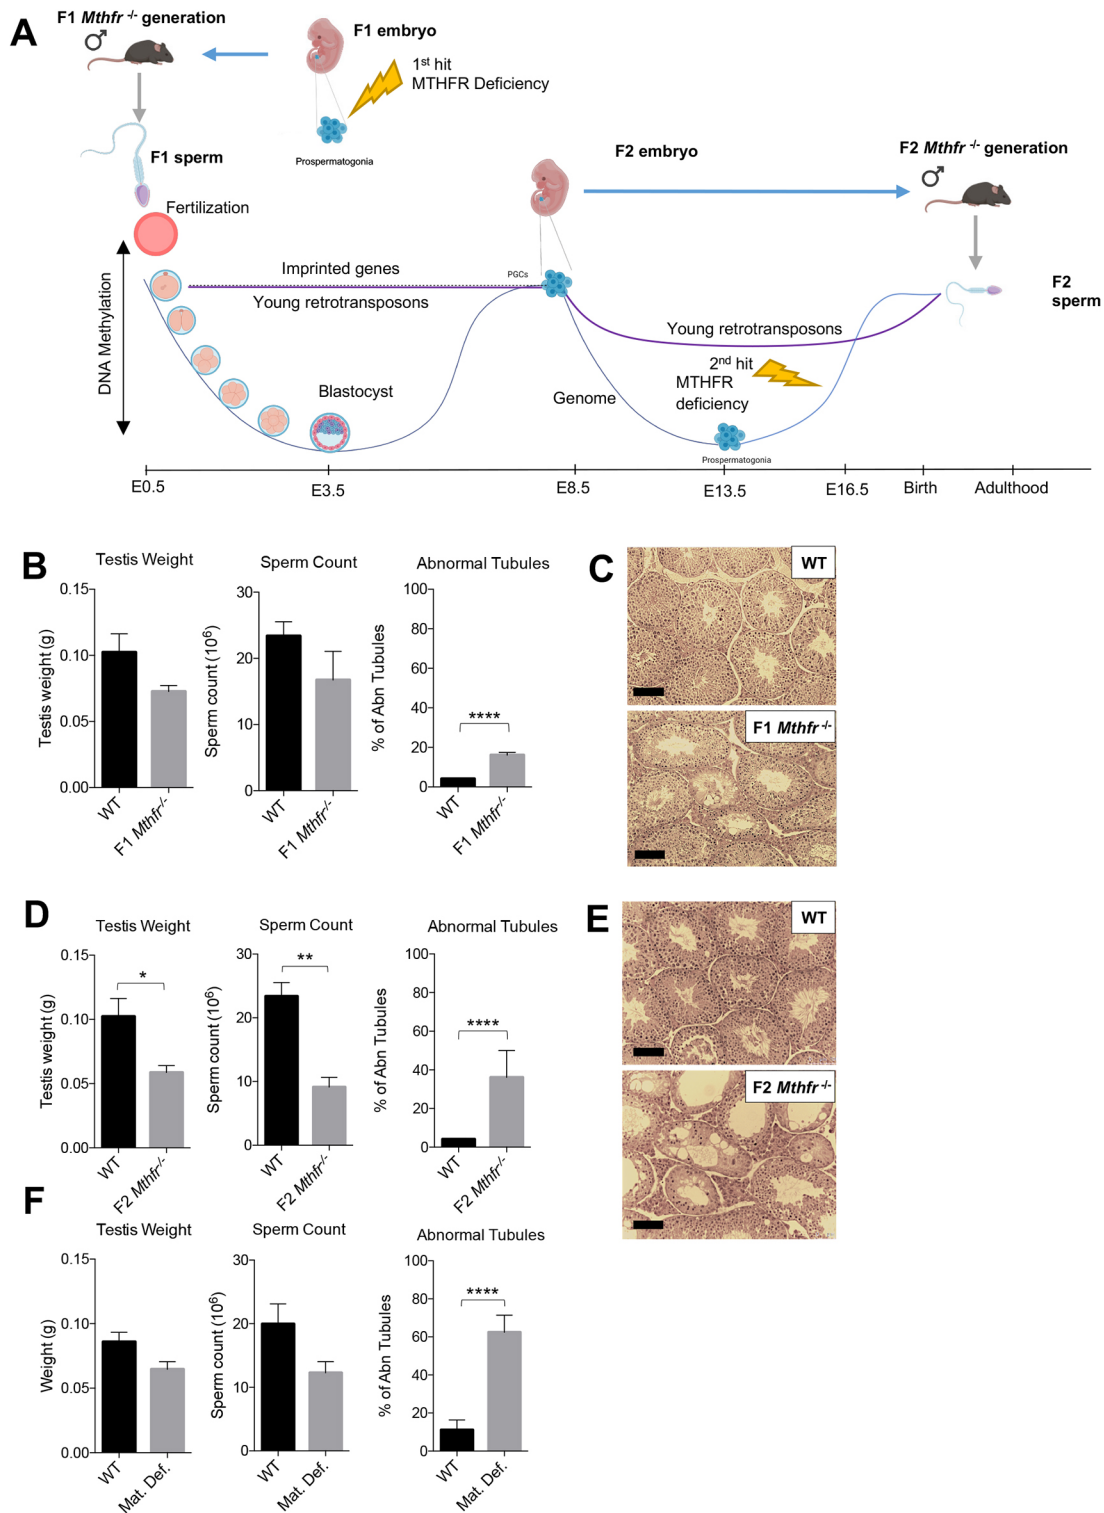 A
F1 Mthfr -/- generation
F1 embryo
1st hit
MTHFR Deficiency
Prospermatogonia
F1 sperm
Fertilization
F2 embryo
F2 Mthfr -/- generation
DNA Methylation
Imprinted genes
Young retrotransposons
PGCs
F2
sperm
Young retrotransposons
2nd hit
MTHFR
deficiency
Blastocyst
Genome
Prospermatogonia
E0.5
E3.5
E8.5
E13.5
E16.5
Birth
Adulthood
B
Testis Weight
Testis weight (g)
0.15
0.10
0.05
0.00
WT
F1 Mthfr-/-
Sperm Count
Sperm count (106)
30
20
10
0
WT
F1 Mthfr-/-
Abnormal Tubules
% of Abn Tubules
100
80
60
40
20
0
****
WT
F1 Mthfr-/-
C
WT
F1 Mthfr -/-
D
Testis Weight
Testis weight (g)
0.15
0.10
0.05
0.00
*
WT
F2 Mthfr-/-
Sperm Count
Sperm count (106)
30
20
10
0
**
WT
F2 Mthfr-/-
Abnormal Tubules
% of Abn Tubules
100
80
60
40
20
0
****
WT
F2 Mthfr-/-
E
WT
F2 Mthfr -/-
F
Testis Weight
Weight (g)
0.15
0.10
0.05
0.00
WT
Mat. Def.
Sperm Count
Sperm count (106)
30
20
10
0
WT
Mat. Def.
Abnormal Tubules
% of Abn Tubules
100
80
60
40
20
0
****
WT
Mat. Def.